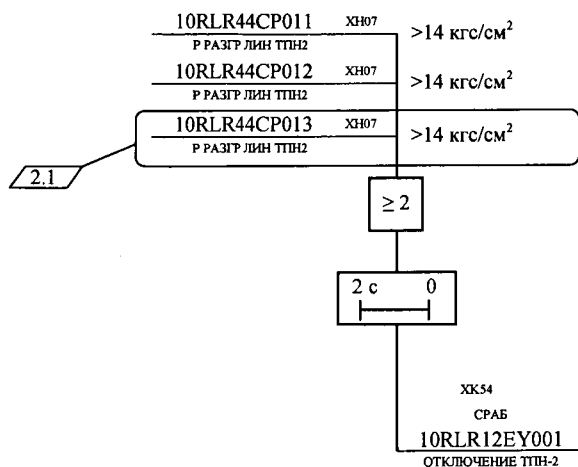 10RLR44CP011 XH07 >14 кгс/см²
Р РАЗГР ЛИН ТПН2
10RLR44CP012 XH07 >14 кгс/см²
Р РАЗГР ЛИН ТПН2
10RLR44CP013 XH07 >14 кгс/см²
Р РАЗГР ЛИН ТПН2
2.1
≥ 2
2 с 0
XK54
СРАБ
10RLR12EY001
ОТКЛЮЧЕНИЕ ТПН-2